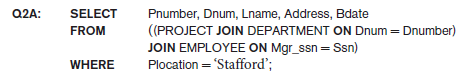 Q2A: SELECT Pnumber, Dnum, Lname, Address, Bdate
FROM ((PROJECT JOIN DEPARTMENT ON Dnum = Dnumber)
JOIN EMPLOYEE ON Mgr_ssn = Ssn)
WHERE Plocation = ‘Stafford’;